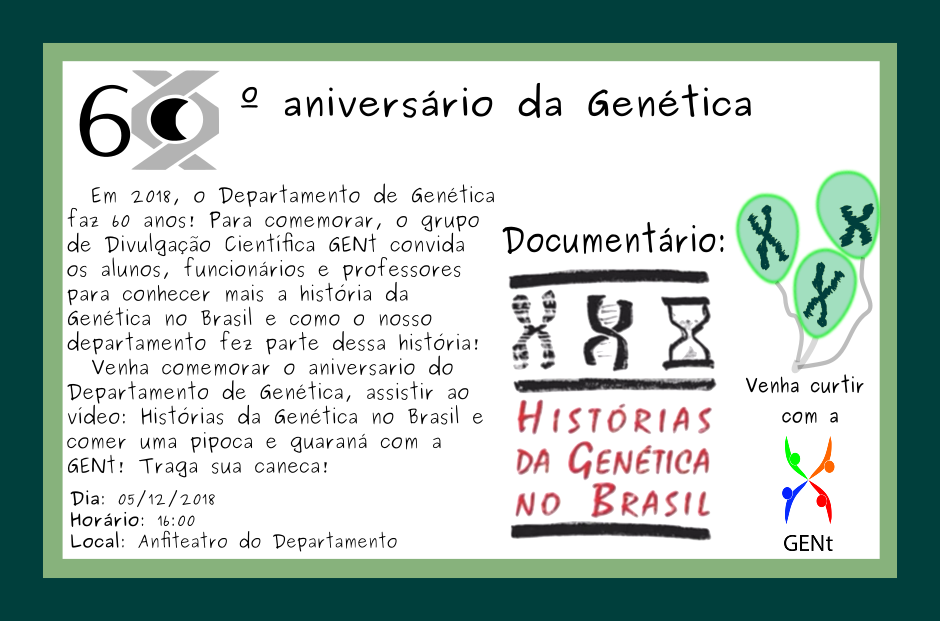 60º aniversário da Genética
Em 2018, o Departamento de Genética
faz 60 anos! Para comemorar, o grupo
de Divulgação Científica GENt convida
os alunos, funcionários e professores
para conhecer mais a história da
Genética no Brasil e como o nosso
departamento fez parte dessa história!
Venha comemorar o aniversario do
Departamento de Genética, assistir ao
vídeo: Histórias da Genética no Brasil e
comer uma pipoca e guaraná com a
GENt! Traga sua caneca!
Dia: 05/12/2018
Horário: 16:00
Local: Anfiteatro do Departamento
Documentário:
HISTÓRIAS
DA GENÉTICA
NO BRASIL
Venha curtir
com a
GENt